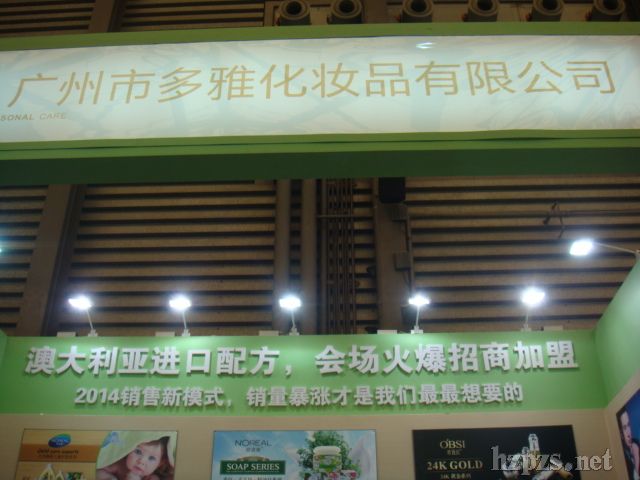 广州市多雅化妆品有限公司
SONAL CARE
澳大利亚进口配方，会场火爆招商加盟
2014销售新模式，销量暴涨才是我们最最想要的
NOREAL
SOAP SERIES
OBSI
24K GOLD
hzpzs.net